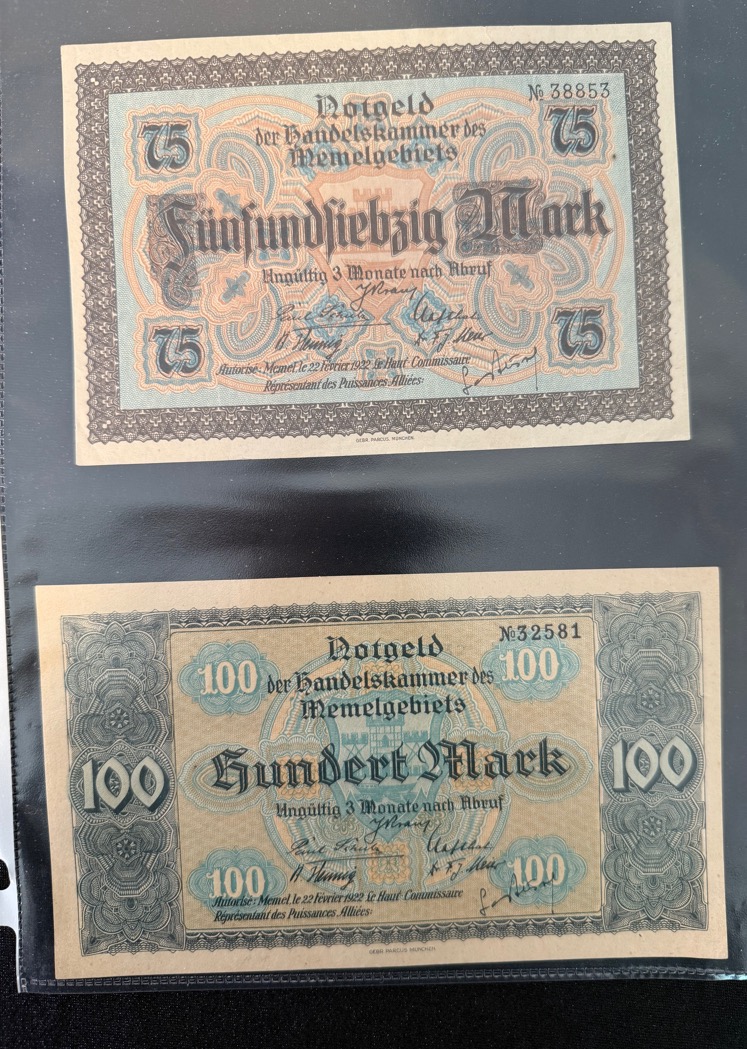 № 38853
75 75
Notgeld
der Handelskammer des
Memelgebiets
Fünfundsiebzig Mark
Ungültig 3 Monate nach Abruf
75 75
Autorisé: Memel, le 22 Février 1922 Le Haut-Commissaire
Représentant des Puissances Alliées:
GEBR. PARCUS, MÜNCHEN.
№ 32581
100 100
Notgeld
der Handelskammer des
Memelgebiets
100 Hundert Mark 100
Ungültig 3 Monate nach Abruf
100 100
Autorisé: Memel, le 22 Février 1922 Le Haut-Commissaire
Représentant des Puissances Alliées:
GEBR. PARCUS MÜNCHEN